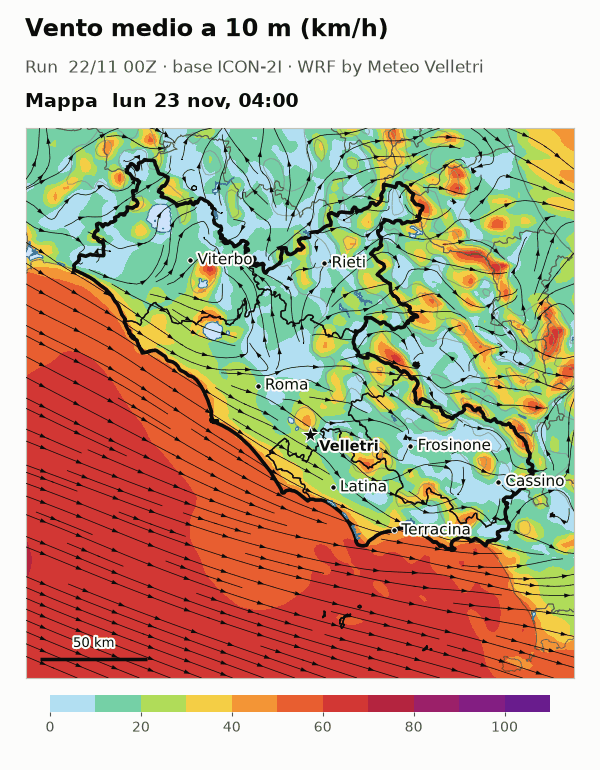 Vento medio a 10 m (km/h)
Run  22/11 00Z · base ICON-2I · WRF by Meteo Velletri
Mappa  lun 23 nov, 04:00
Viterbo
Rieti
Roma
Velletri
Frosinone
Cassino
Latina
Terracina
50 km
0 20 40 60 80 100